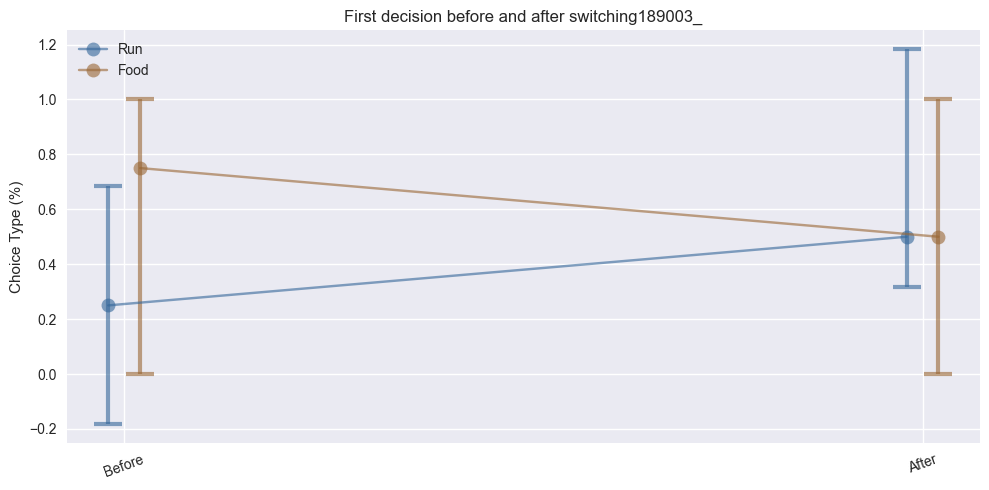 First decision before and after switching189003_
Run
Food
Choice Type (%)
1.2
1.0
0.8
0.6
0.4
0.2
0.0
−0.2
Before
After